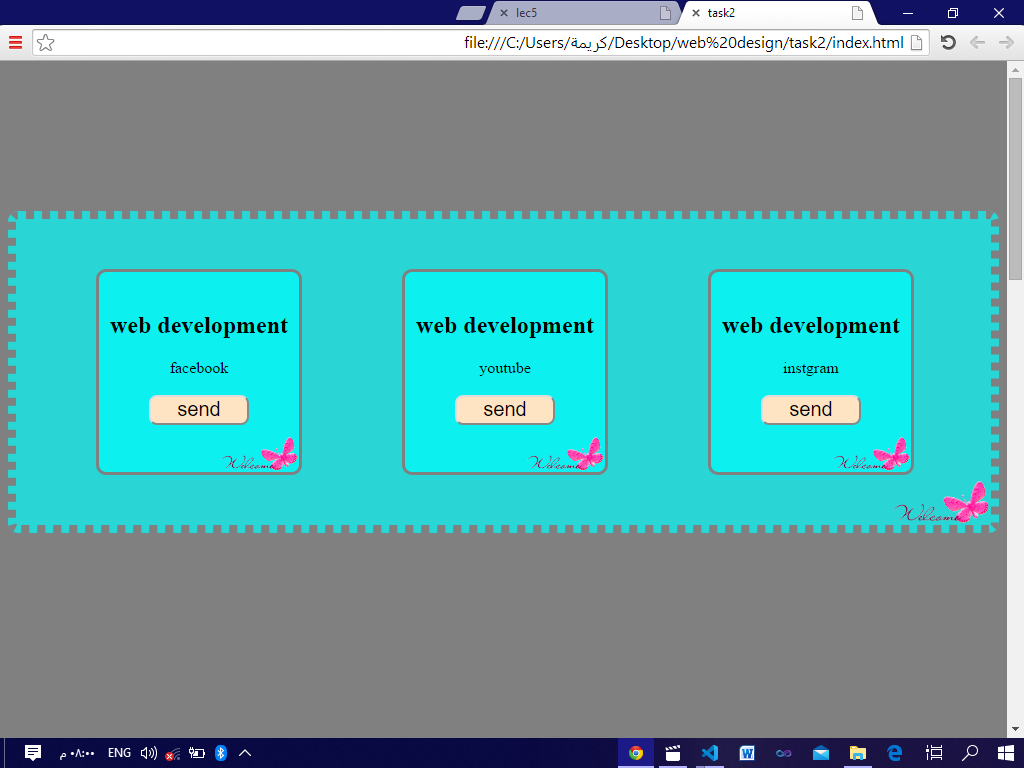 lec5
task2
file:///C:/Users/كريمة/Desktop/web%20design/task2/index.html
web development
facebook
send
Welcome
web development
youtube
send
Welcome
web development
instgram
send
Welcome
Welcome
م ٠٨:٠٠
ENG